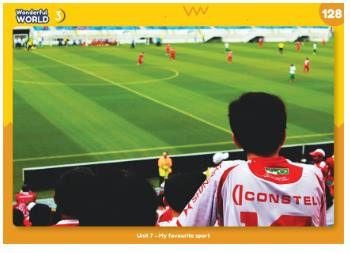 Wonderful
WORLD 3
128
CONSTEL
Unit 7 - My favourite sport